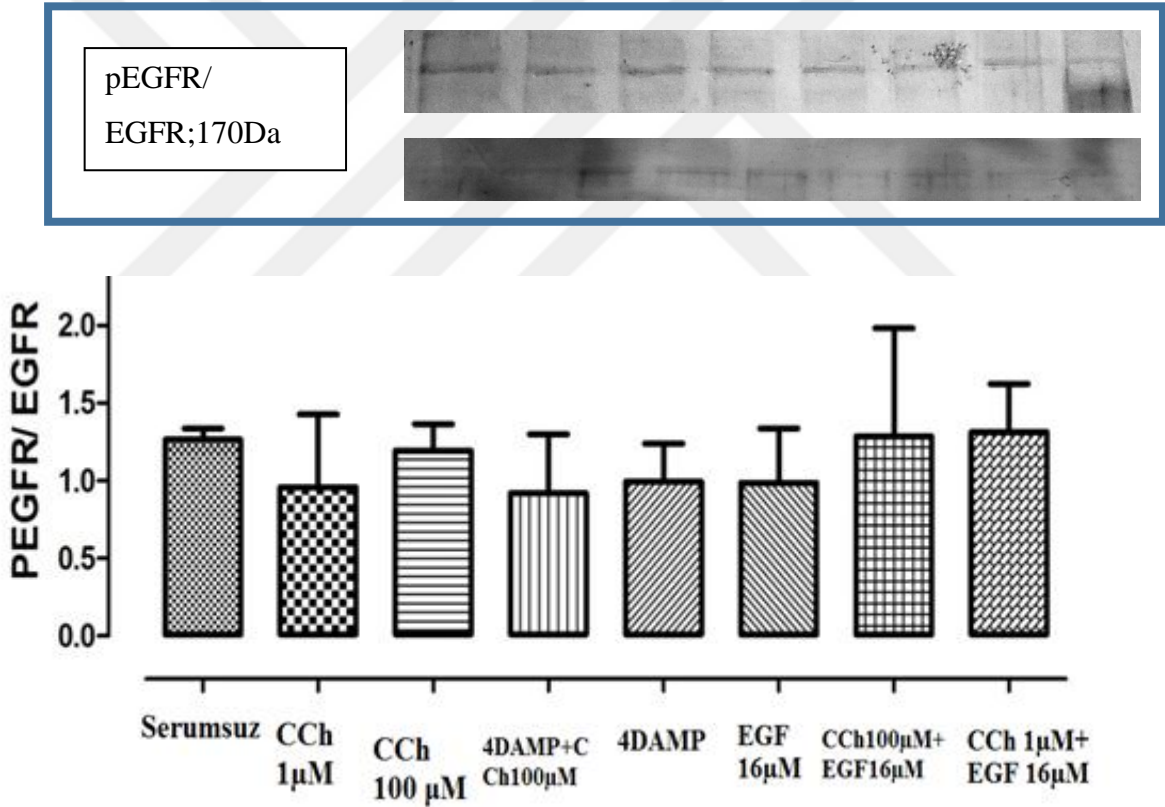 pEGFR/
EGFR;170Da
PEGFR/ EGFR
2.0
1.5
1.0
0.5
0.0
Serumsuz
CCh
1µM
CCh
100 µM
4DAMP+C
Ch100µM
4DAMP
EGF
16µM
CCh100µM+
EGF16µM
CCh 1µM+
EGF 16µM